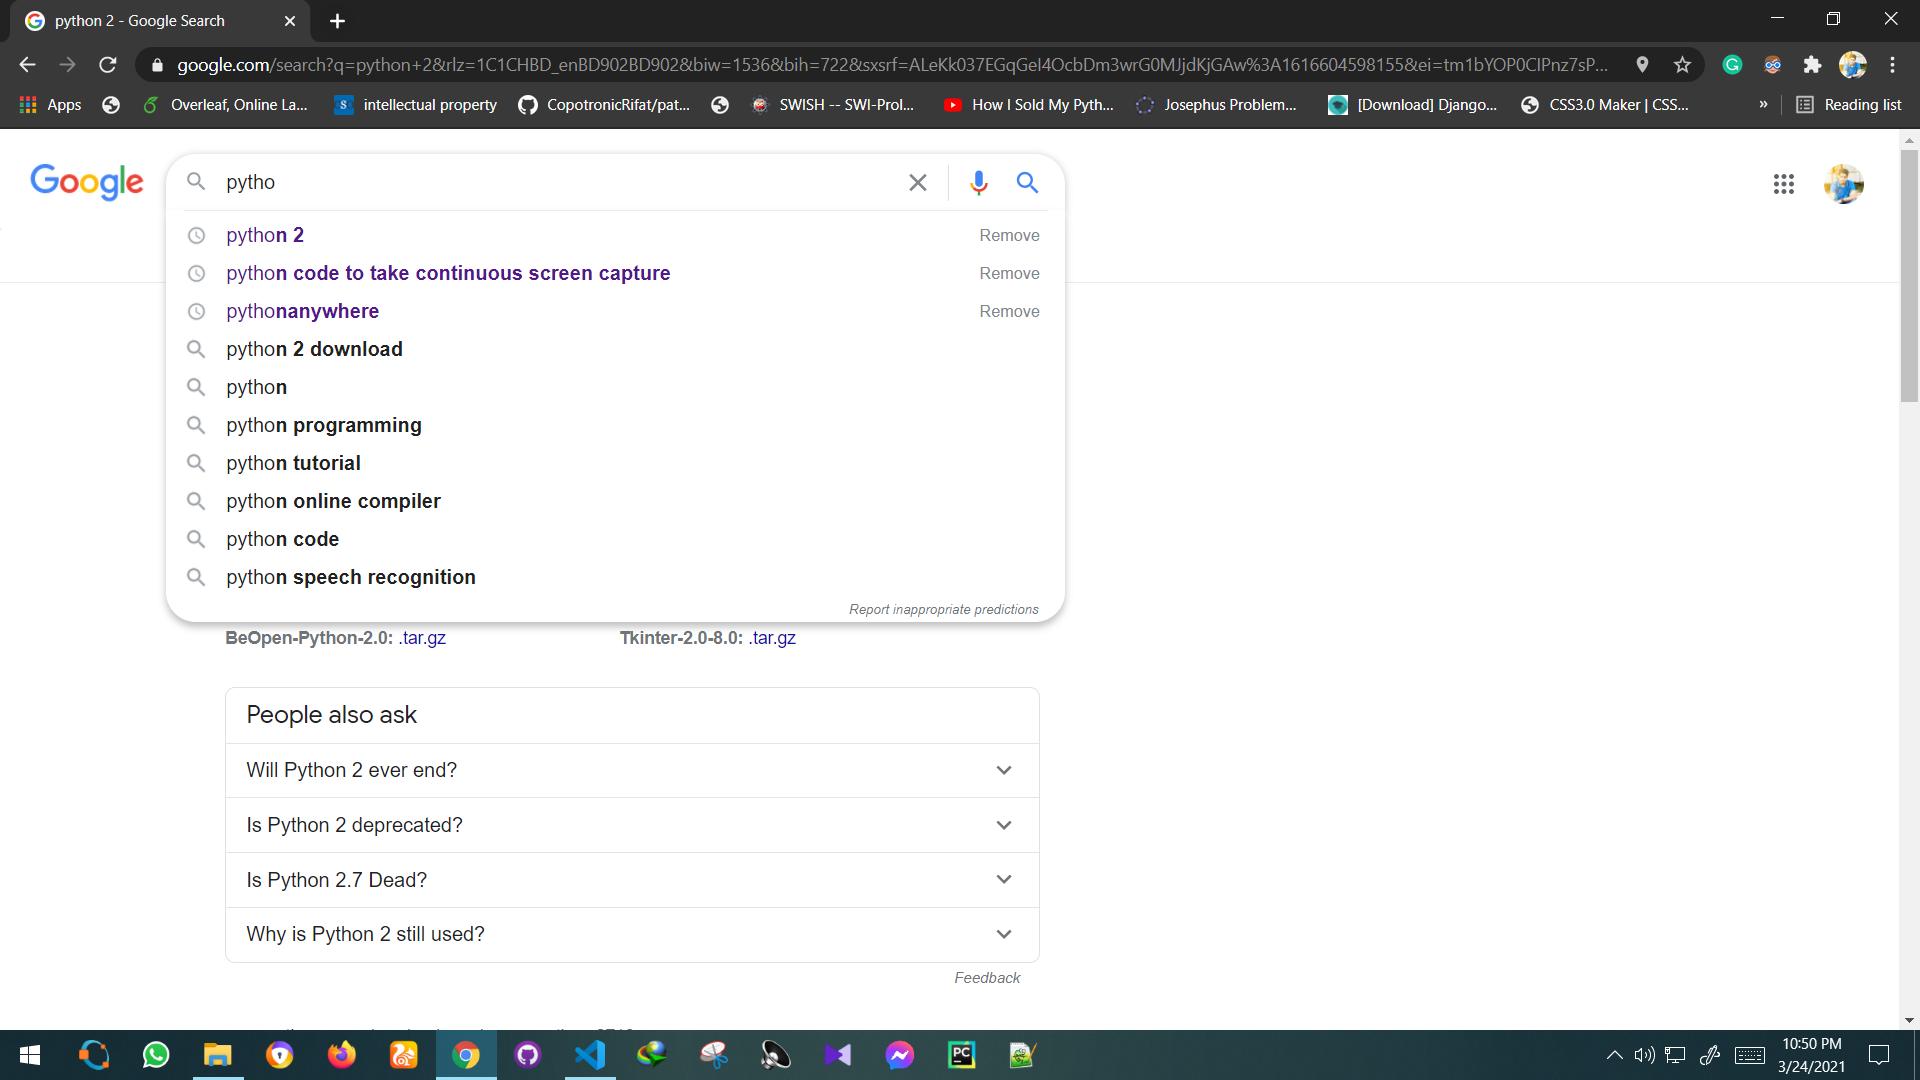 python 2 - Google Search
google.com/search?q=python+2&rlz=1C1CHBD_enBD902BD902&biw=1536&bih=722&sxsrf=ALeKk037EGqGeI4OcbDm3wrG0MJjdKjGAw%3A1616604598155&ei=tm1bYOP0CIPnz7sP...
Apps Overleaf, Online La... intellectual property CopotronicRifat/pat... SWISH -- SWI-Prol... How I Sold My Pyth... Josephus Problem... [Download] Django... CSS3.0 Maker | CSS... » Reading list
Google
pytho
python 2 Remove
python code to take continuous screen capture Remove
pythonanywhere Remove
python 2 download
python
python programming
python tutorial
python online compiler
python code
python speech recognition
Report inappropriate predictions
BeOpen-Python-2.0: .tar.gz Tkinter-2.0-8.0: .tar.gz
People also ask
Will Python 2 ever end?
Is Python 2 deprecated?
Is Python 2.7 Dead?
Why is Python 2 still used?
Feedback
PC
10:50 PM
3/24/2021